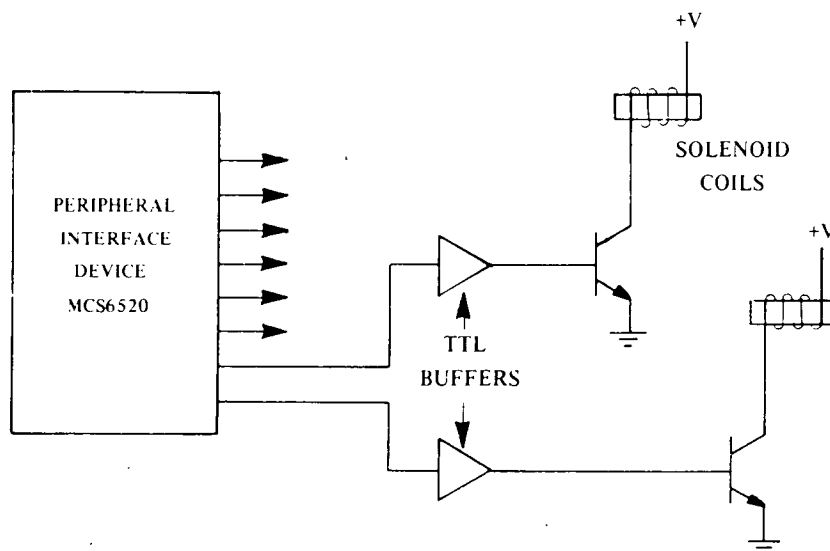 +V
SOLENOID
COILS
PERIPHERAL
INTERFACE
DEVICE
MCS6520
+V
TTL
BUFFERS